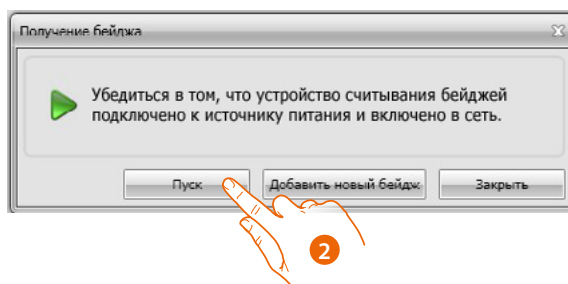 Получение бейджа
Убедиться в том, что устройство считывания бейджей
подключено к источнику питания и включено в сеть.
Пуск
Добавить новый бейдж
Закрыть
2